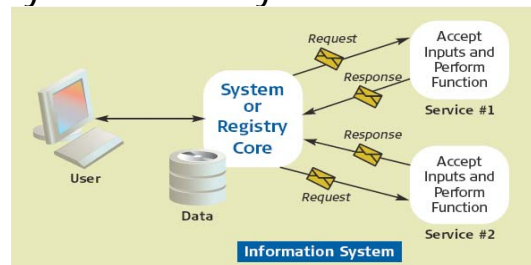 Request
Accept
Inputs and
Perform
Function
Service #1
System
or
Registry
Core
Response
User
Data
Response
Request
Accept
Inputs and
Perform
Function
Service #2
Information System